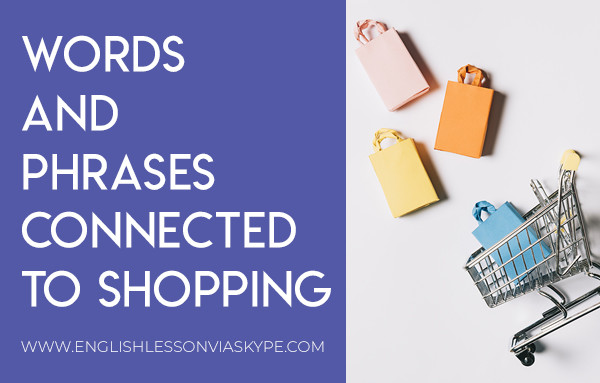 WORDS
AND
PHRASES
CONNECTED
TO SHOPPING
WWW.ENGLISHLESSONVIASKYPE.COM